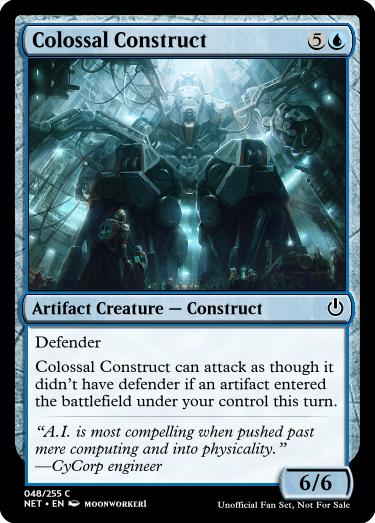 Colossal Construct 5
Artifact Creature — Construct
Defender
Colossal Construct can attack as though it
didn't have defender if an artifact entered
the battlefield under your control this turn.
"A.I. is most compelling when pushed past
mere computing and into physicality."
—CyCorp engineer
6/6
048/255 C
NET • EN MOONWORKER1
Unofficial Fan Set, Not For Sale